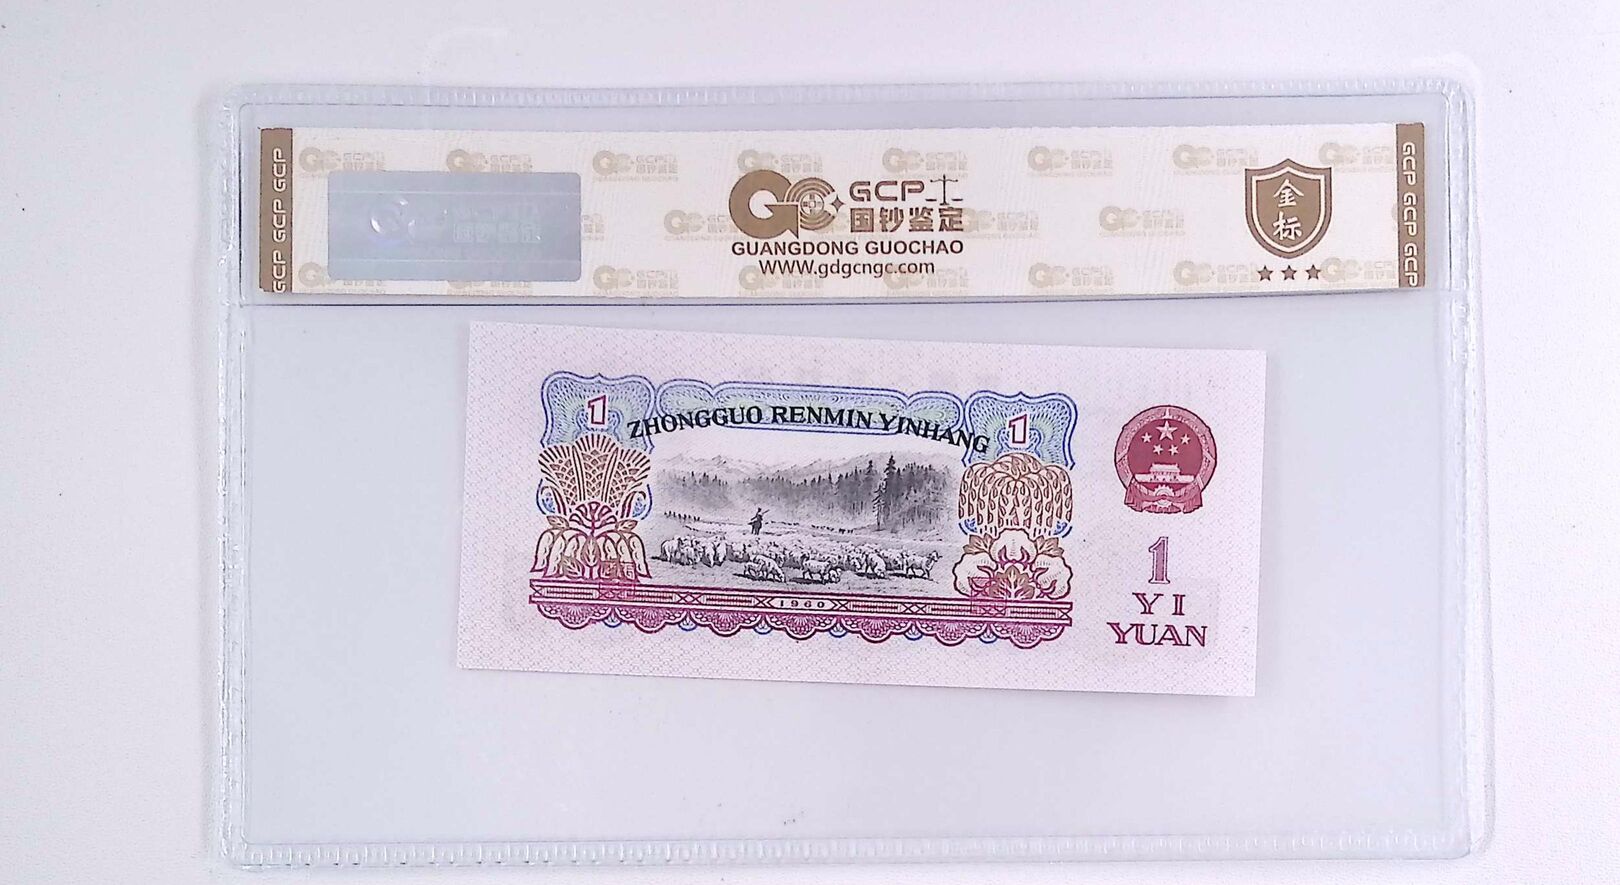 GCP GCP GCP
GCP
国钞鉴定
GUANGDONG GUOCHAO
WWW.gdgcngc.com
金
标
GCP GCP GCP
1
ZHONGGUO RENMIN YINHANG
1
1960
1
YI
YUAN